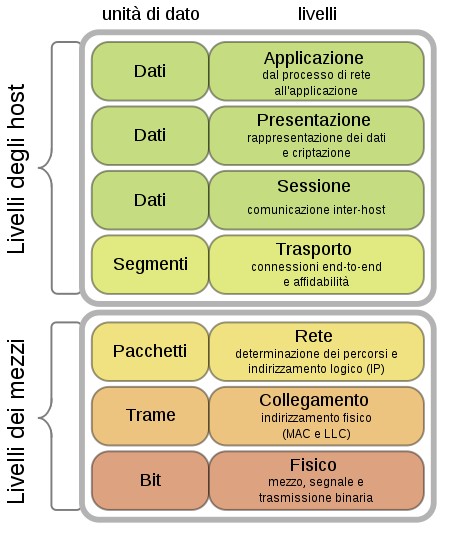 unità di dato livelli
Livelli degli host
Dati
Applicazione
dal processo di rete
all'applicazione
Dati
Presentazione
rappresentazione dei dati
e criptazione
Dati
Sessione
comunicazione inter-host
Segmenti
Trasporto
connessioni end-to-end
e affidabilità
Livelli dei mezzi
Pacchetti
Rete
determinazione dei percorsi e
indirizzamento logico (IP)
Trame
Collegamento
indirizzamento fisico
(MAC e LLC)
Bit
Fisico
mezzo, segnale e
trasmissione binaria